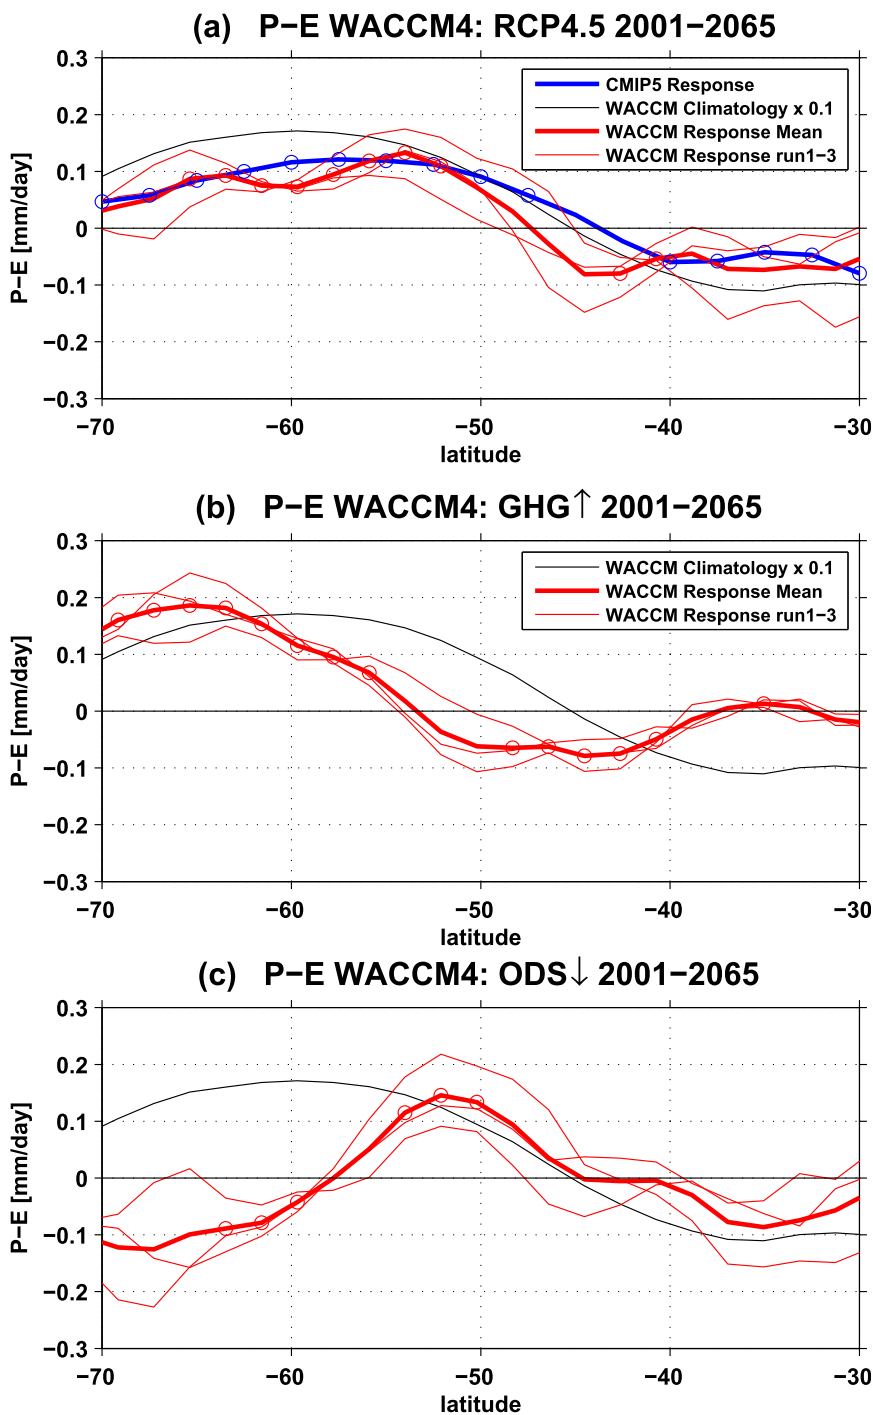 (a) P−E WACCM4: RCP4.5 2001−2065
CMIP5 Response
WACCM Climatology x 0.1
WACCM Response Mean
WACCM Response run1−3
P−E [mm/day]
0.3
0.2
0.1
0
−0.1
−0.2
−0.3
−70 −60 −50 −40 −30
latitude
(b) P−E WACCM4: GHG↑ 2001−2065
WACCM Climatology x 0.1
WACCM Response Mean
WACCM Response run1−3
P−E [mm/day]
0.3
0.2
0.1
0
−0.1
−0.2
−0.3
−70 −60 −50 −40 −30
latitude
(c) P−E WACCM4: ODS↓ 2001−2065
P−E [mm/day]
0.3
0.2
0.1
0
−0.1
−0.2
−0.3
−70 −60 −50 −40 −30
latitude